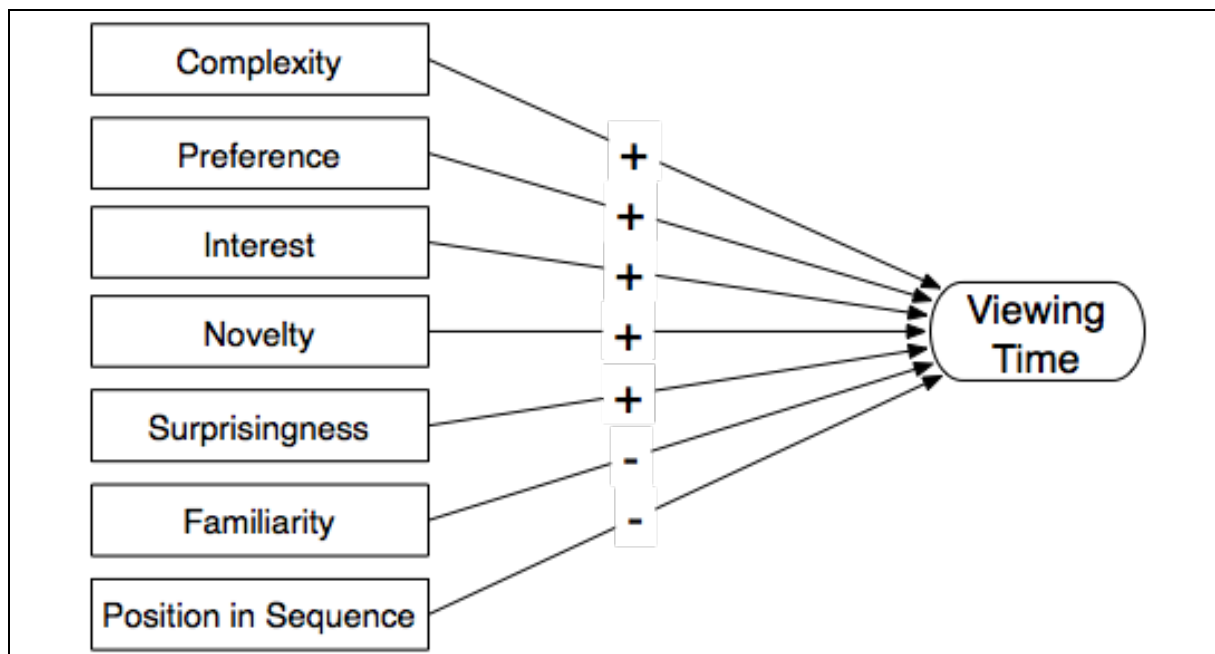 Complexity
Preference
Interest
Novelty
Surprisingness
Familiarity
Position in Sequence
+
+
+
+
+
-
-
Viewing
Time